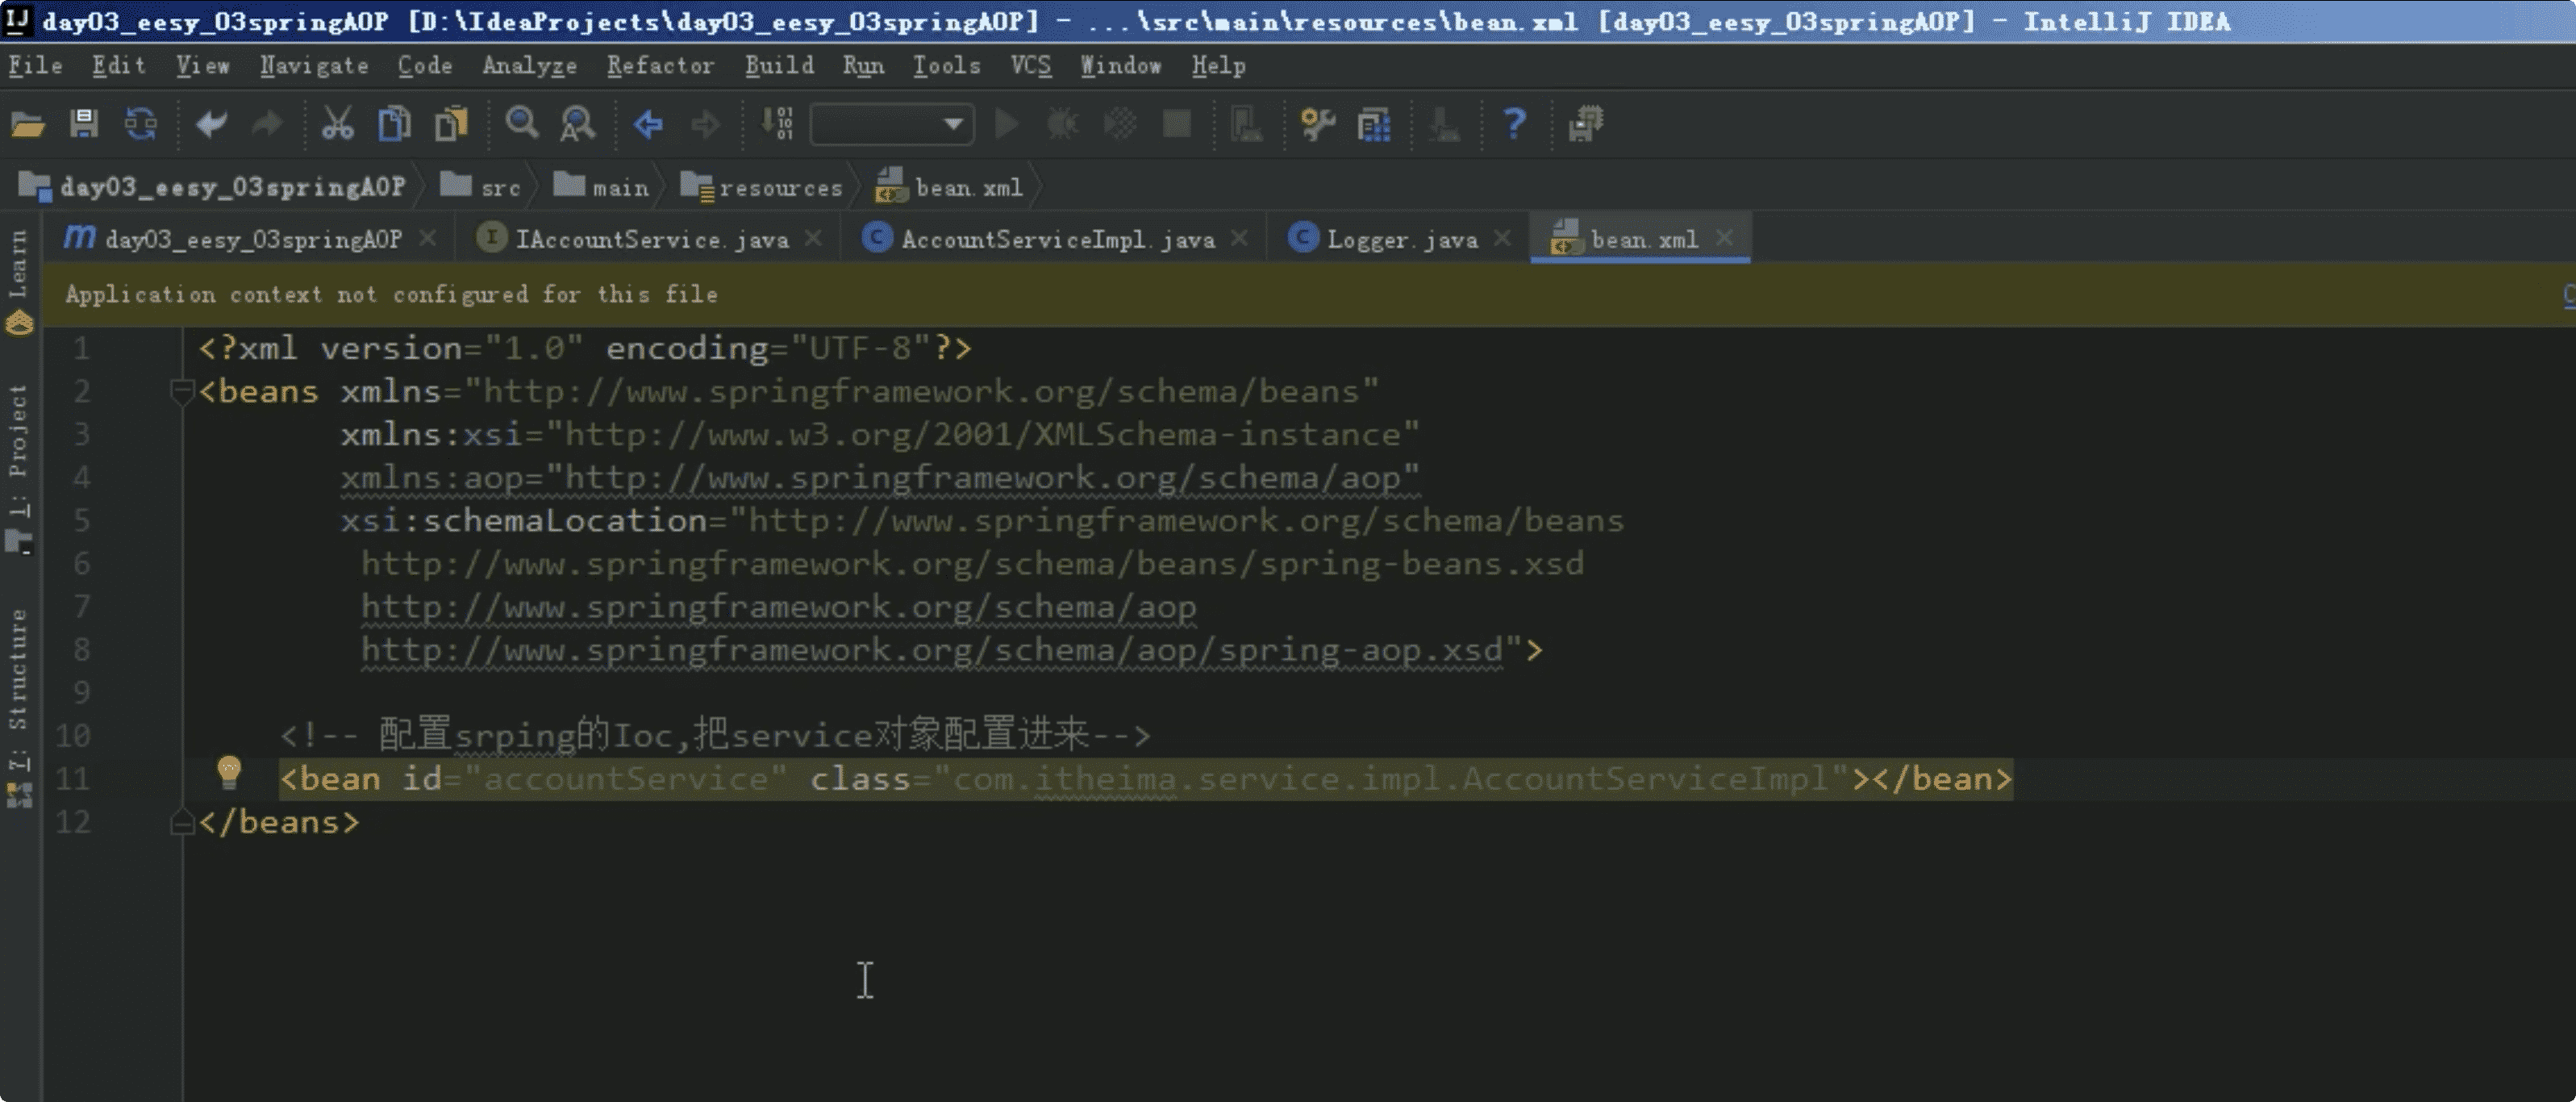 day03_eesy_03springAOP [D:\IdeaProjects\day03_eesy_03springAOP] - ...\src\main\resources\bean.xml [day03_eesy_03springAOP] - IntelliJ IDEA
File Edit View Navigate Code Analyze Refactor Build Run Tools VCS Window Help
day03_eesy_03springAOP src main resources bean.xml
day03_eesy_03springAOP IAccountService.java AccountServiceImpl.java Logger.java bean.xml
Learn
1: Project
7: Structure
Application context not configured for this file
1 <?xml version="1.0" encoding="UTF-8"?>
2 <beans xmlns="http://www.springframework.org/schema/beans"
3 xmlns:xsi="http://www.w3.org/2001/XMLSchema-instance"
4 xmlns:aop="http://www.springframework.org/schema/aop"
5 xsi:schemaLocation="http://www.springframework.org/schema/beans
6 http://www.springframework.org/schema/beans/spring-beans.xsd
7 http://www.springframework.org/schema/aop
8 http://www.springframework.org/schema/aop/spring-aop.xsd">
9
10 <!-- 配置srping的Ioc,把service对象配置进来-->
11 <bean id="accountService" class="com.itheima.service.impl.AccountServiceImpl"></bean>
12 </beans>